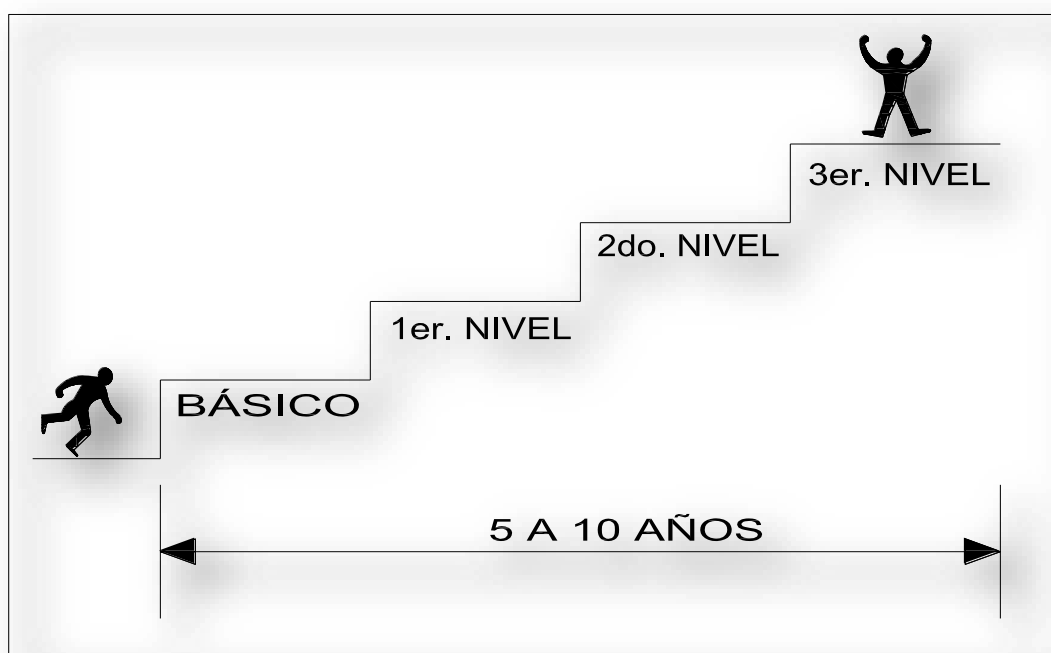 3er. NIVEL
2do. NIVEL
1er. NIVEL
BÁSICO
5 A 10 AÑOS